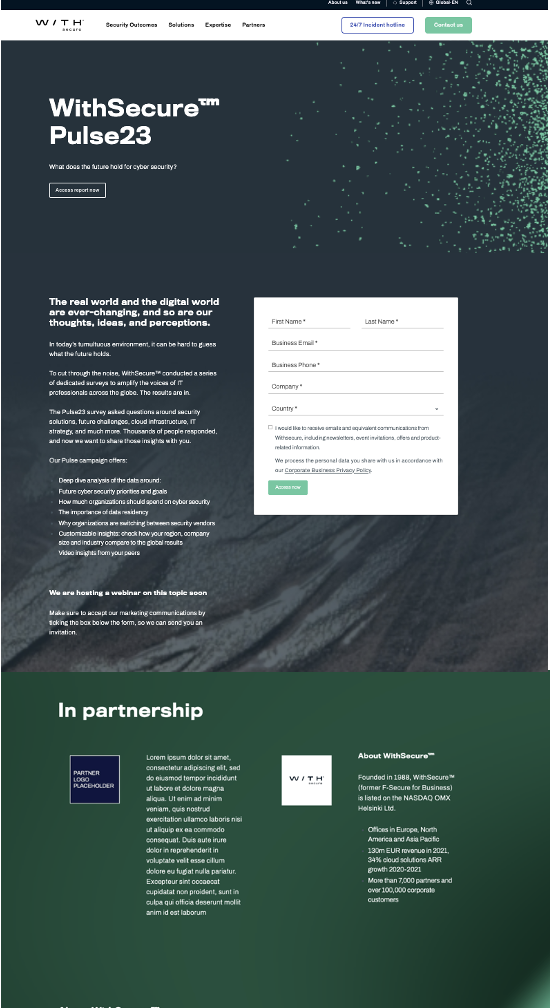 About us What's new Support Global-EN
W / T H
secure
Security Outcomes Solutions Expertise Partners 24/7 Incident hotline Contact us
WithSecure™
Pulse23
What does the future hold for cyber security?
Access report now
The real world and the digital world
are ever-changing, and so are our
thoughts, ideas, and perceptions.
In today's tumultuous environment, it can be hard to guess
what the future holds.
To cut through the noise, WithSecure™ conducted a series
of dedicated surveys to amplify the voices of IT
professionals across the globe. The results are in.
The Pulse23 survey asked questions around security
solutions, future challenges, cloud infrastructure, IT
strategy, and much more. Thousands of people responded,
and now we want to share those insights with you.
Our Pulse campaign offers:
Deep dive analysis of the data around:
Future cyber security priorities and goals
How much organizations should spend on cyber security
The importance of data residency
Why organizations are switching between security vendors
Customizable insights: check how your region, company
size and industry compare to the global results
Video insights from your peers
We are hosting a webinar on this topic soon
Make sure to accept our marketing communications by
ticking the box below the form, so we can send you an
invitation.
First Name * Last Name *
Business Email *
Business Phone *
Company *
Country *
I would like to receive emails and equivalent communications from
Withsecure, including newsletters, event invitations, offers and product-
related information.
We process the personal data you share with us in accordance with
our Corporate Business Privacy Policy.
Access now
In partnership
PARTNER
LOGO
PLACEHOLDER
Lorem ipsum dolor sit amet,
consectetur adipiscing elit, sed
do eiusmod tempor incididunt
ut labore et dolore magna
aliqua. Ut enim ad minim
veniam, quis nostrud
exercitation ullamco laboris nisi
ut aliquip ex ea commodo
consequat. Duis aute irure
dolor in reprehenderit in
voluptate velit esse cillum
dolore eu fugiat nulla pariatur.
Excepteur sint occaecat
cupidatat non proident, sunt in
culpa qui officia deserunt mollit
anim id est laborum
W / T H
secure
About WithSecure™
Founded in 1988, WithSecure™
(former F-Secure for Business)
is listed on the NASDAQ OMX
Helsinki Ltd.
Offices in Europe, North
America and Asia Pacific
130m EUR revenue in 2021,
34% cloud solutions ARR
growth 2020-2021
More than 7,000 partners and
over 100,000 corporate
customers